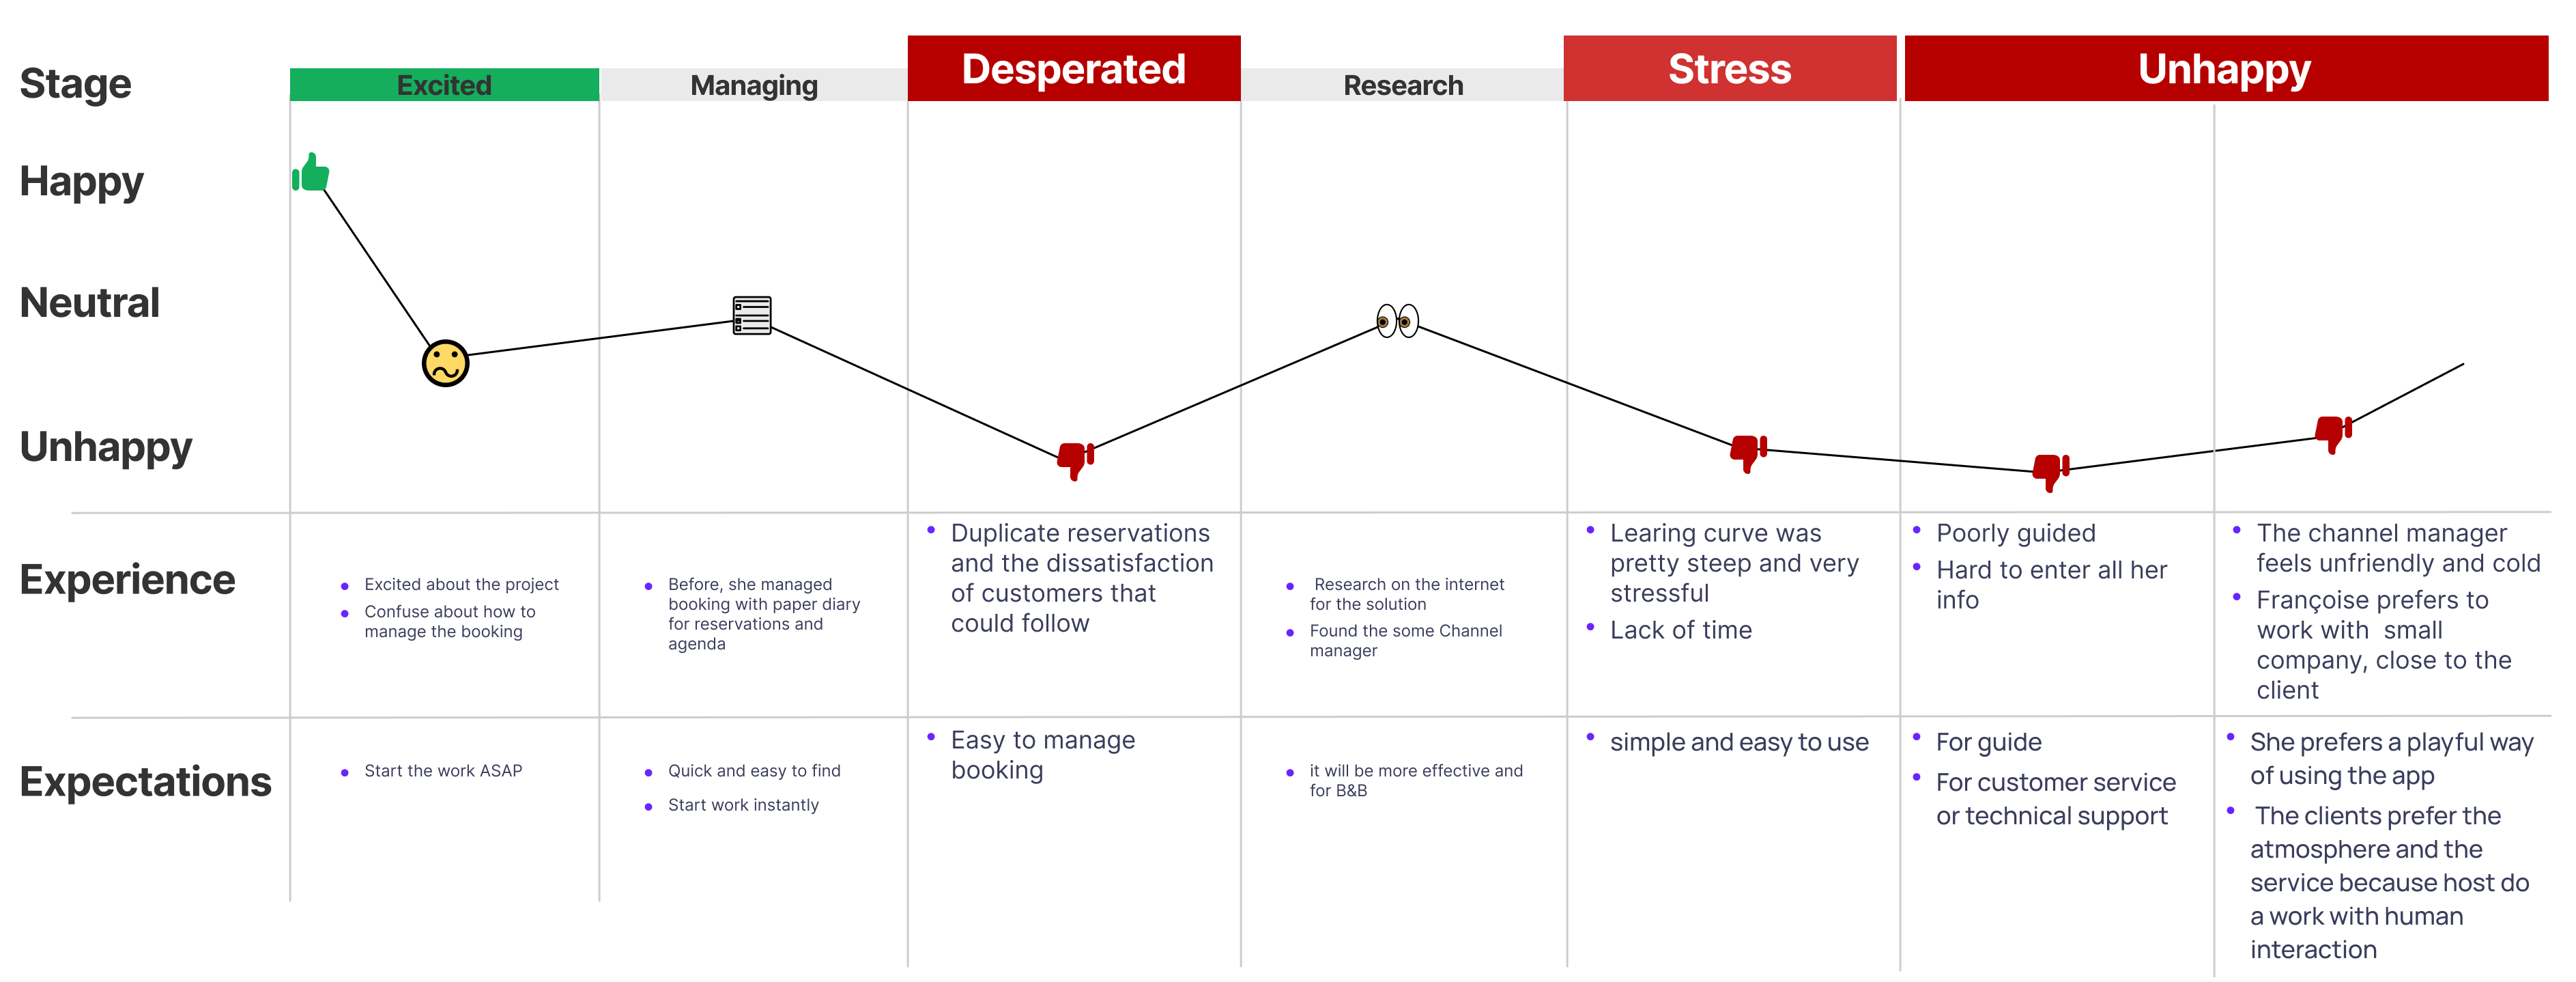 Stage
Excited
Managing
Desperated
Research
Stress
Unhappy
Happy
Neutral
Unhappy
Experience
Excited about the project
Confuse about how to
manage the booking
Before, she managed
booking with paper diary
for reservations and
agenda
Duplicate reservations
and the dissatisfaction
of customers that
could follow
Research on the internet
for the solution
Found the some Channel
manager
Learing curve was
pretty steep and very
stressful
Lack of time
Poorly guided
Hard to enter all her
info
The channel manager
feels unfriendly and cold
Françoise prefers to
work with small
company, close to the
client
Expectations
Start the work ASAP
Quick and easy to find
Start work instantly
Easy to manage
booking
it will be more effective and
for B&B
simple and easy to use
For guide
For customer service
or technical support
She prefers a playful way
of using the app
The clients prefer the
atmosphere and the
service because host do
a work with human
interaction